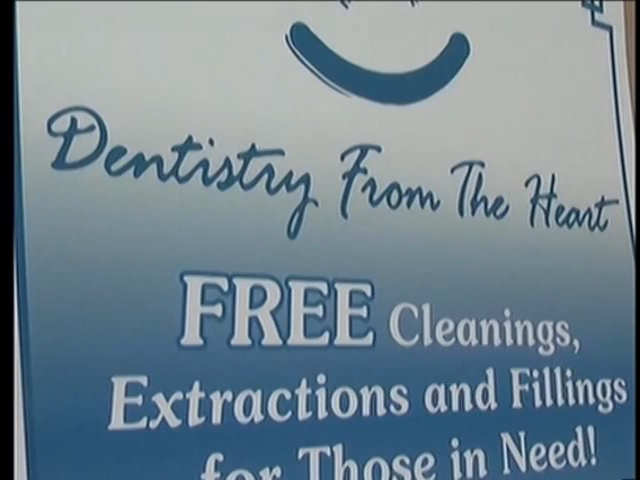 Dentistry From The Heart
FREE Cleanings,
Extractions and Fillings
for Those in Need!